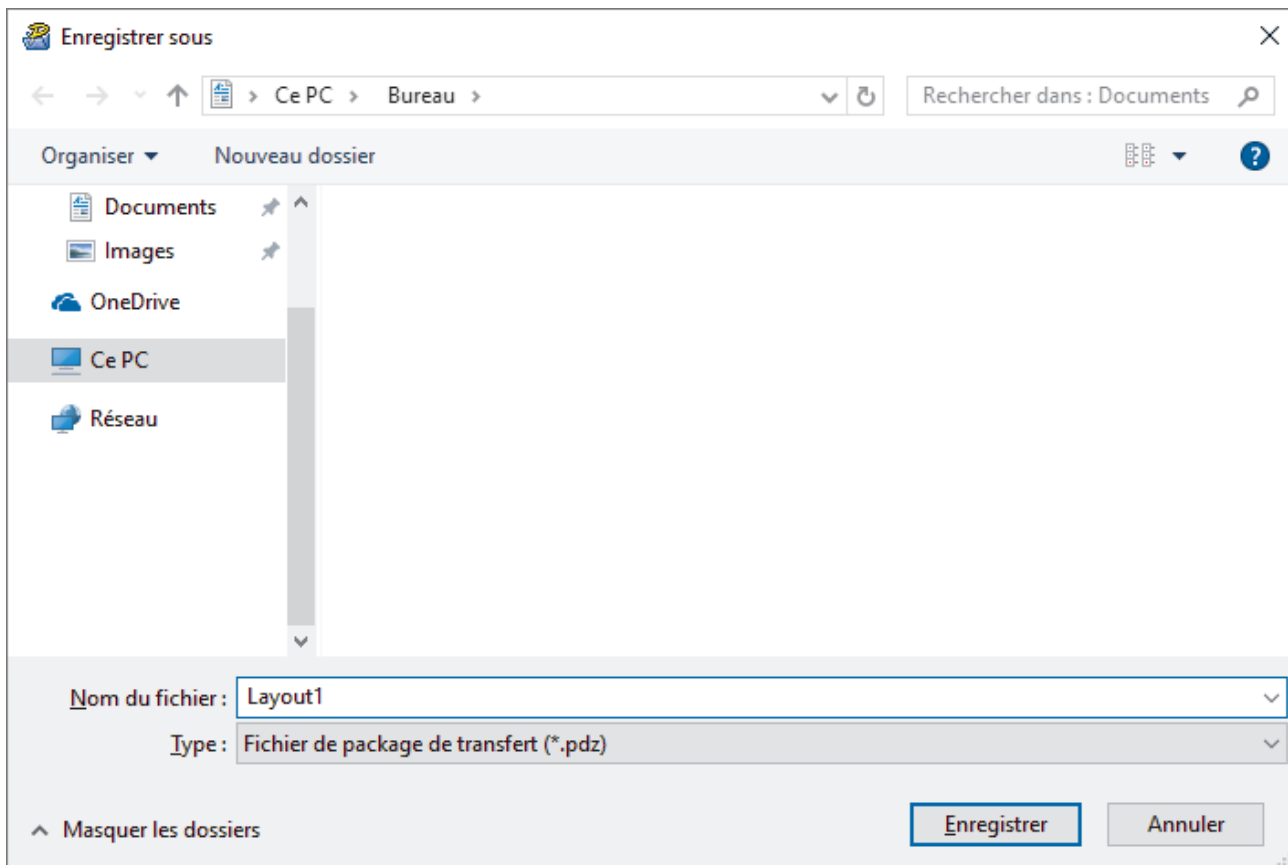 Enregistrer sous
Ce PC > Bureau >
Rechercher dans : Documents
Organiser
Nouveau dossier
?
Documents
Images
OneDrive
Ce PC
Réseau
Nom du fichier : Layout1
Type : Fichier de package de transfert (*.pdz)
Masquer les dossiers
Enregistrer
Annuler